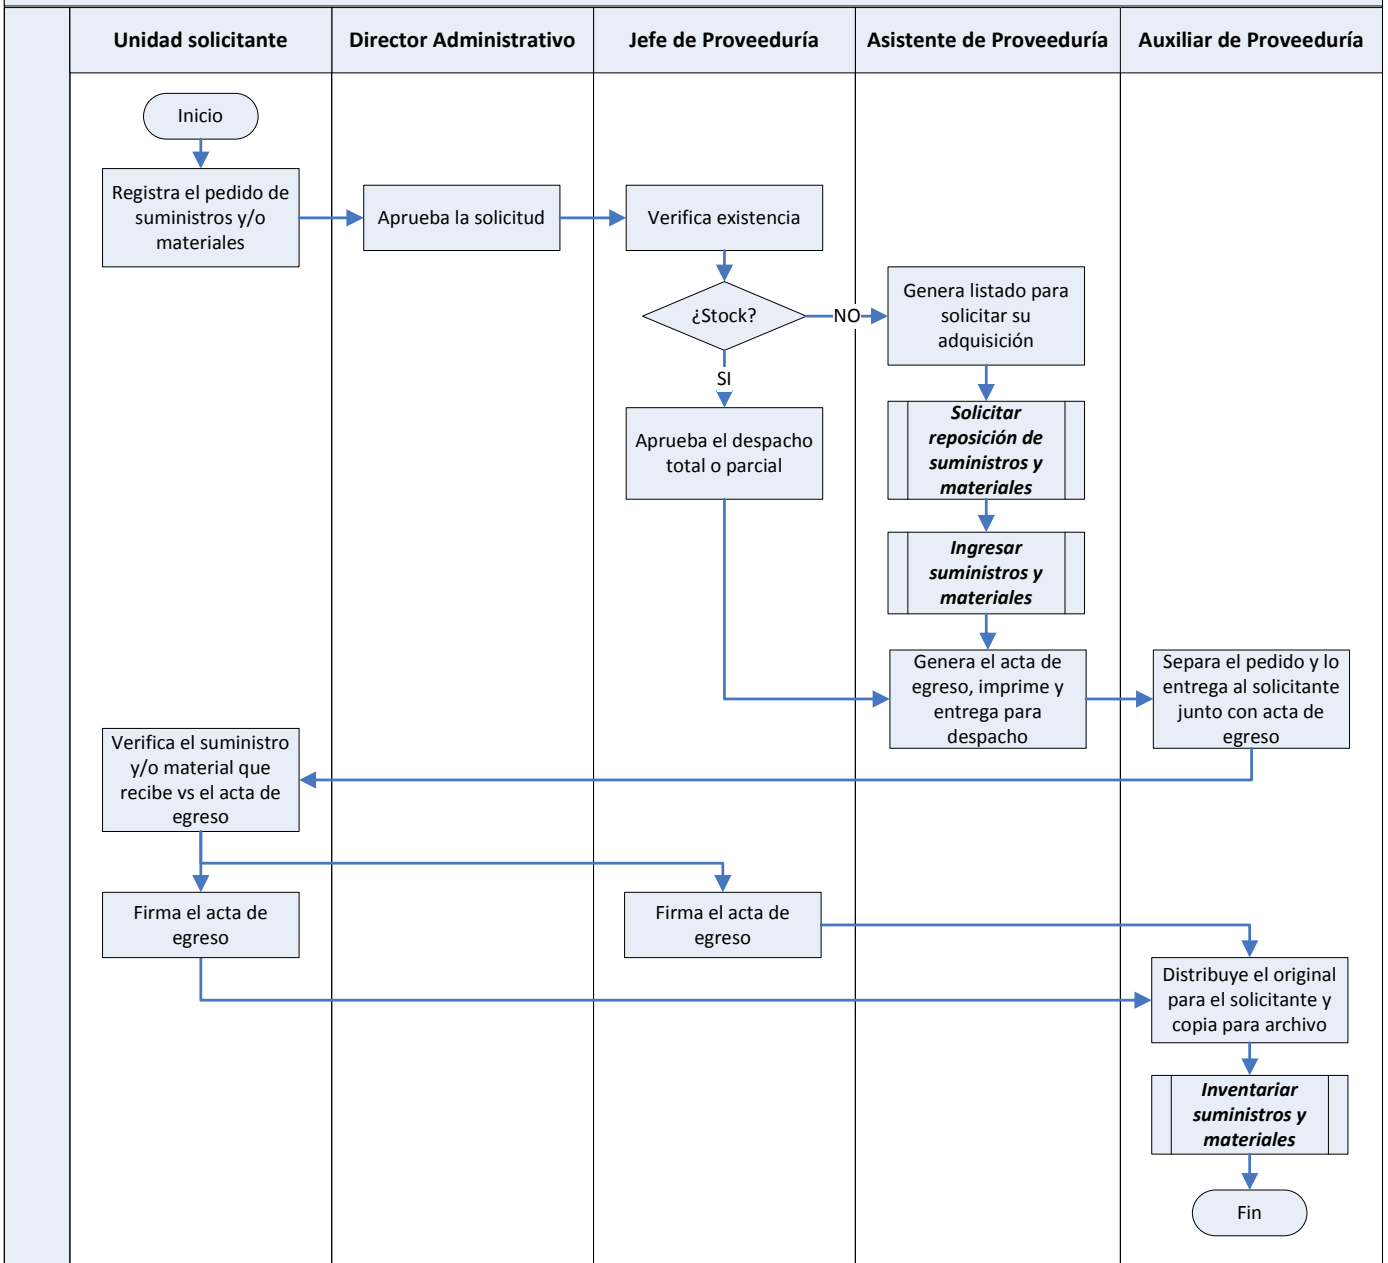 Unidad solicitante
Director Administrativo
Jefe de Proveeduría
Asistente de Proveeduría
Auxiliar de Proveeduría
Inicio
Registra el pedido de
suministros y/o
materiales
Aprueba la solicitud
Verifica existencia
¿Stock?
NO
Genera listado para
solicitar su
adquisición
SI
Aprueba el despacho
total o parcial
Solicitar
reposición de
suministros y
materiales
Ingresar
suministros y
materiales
Genera el acta de
egreso, imprime y
entrega para
despacho
Separa el pedido y lo
entrega al solicitante
junto con acta de
egreso
Verifica el suministro
y/o material que
recibe vs el acta de
egreso
Firma el acta de
egreso
Firma el acta de
egreso
Distribuye el original
para el solicitante y
copia para archivo
Inventariar
suministros y
materiales
Fin